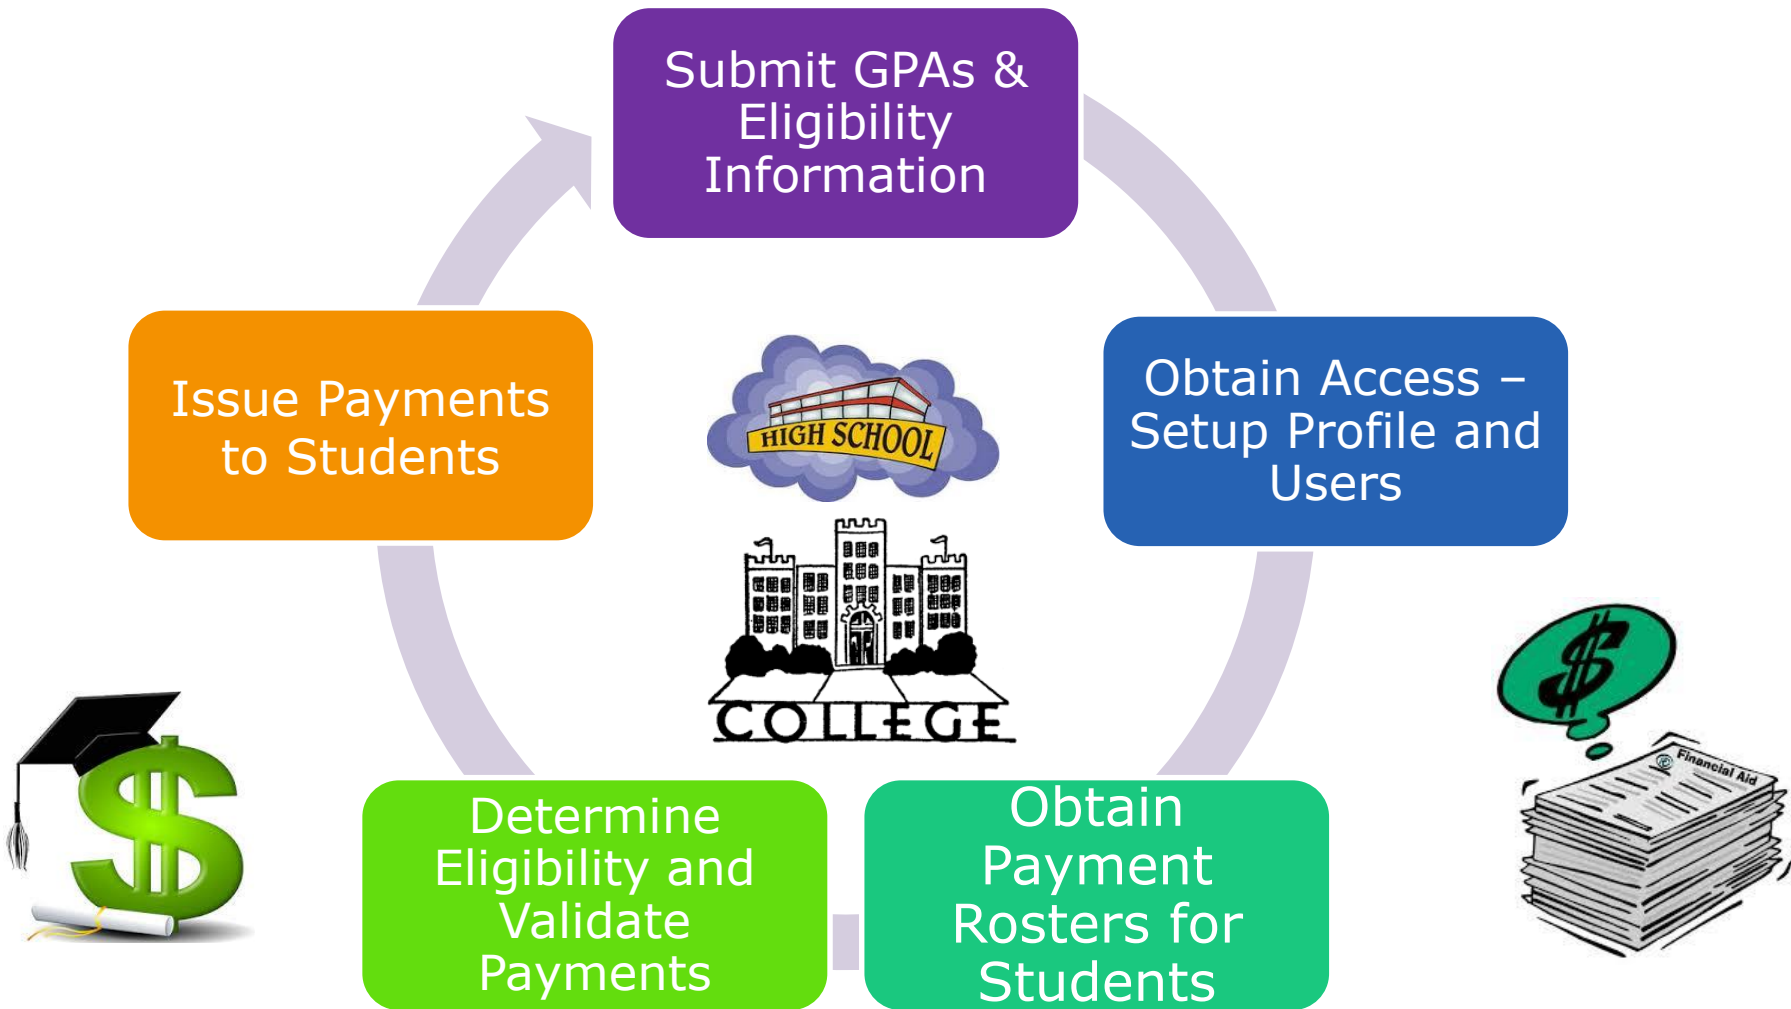 Submit GPAs &
Eligibility
Information
Obtain Access –
Setup Profile and
Users
Obtain
Payment
Rosters for
Students
Determine
Eligibility and
Validate
Payments
Issue Payments
to Students
HIGH SCHOOL
COLLEGE
Financial Aid